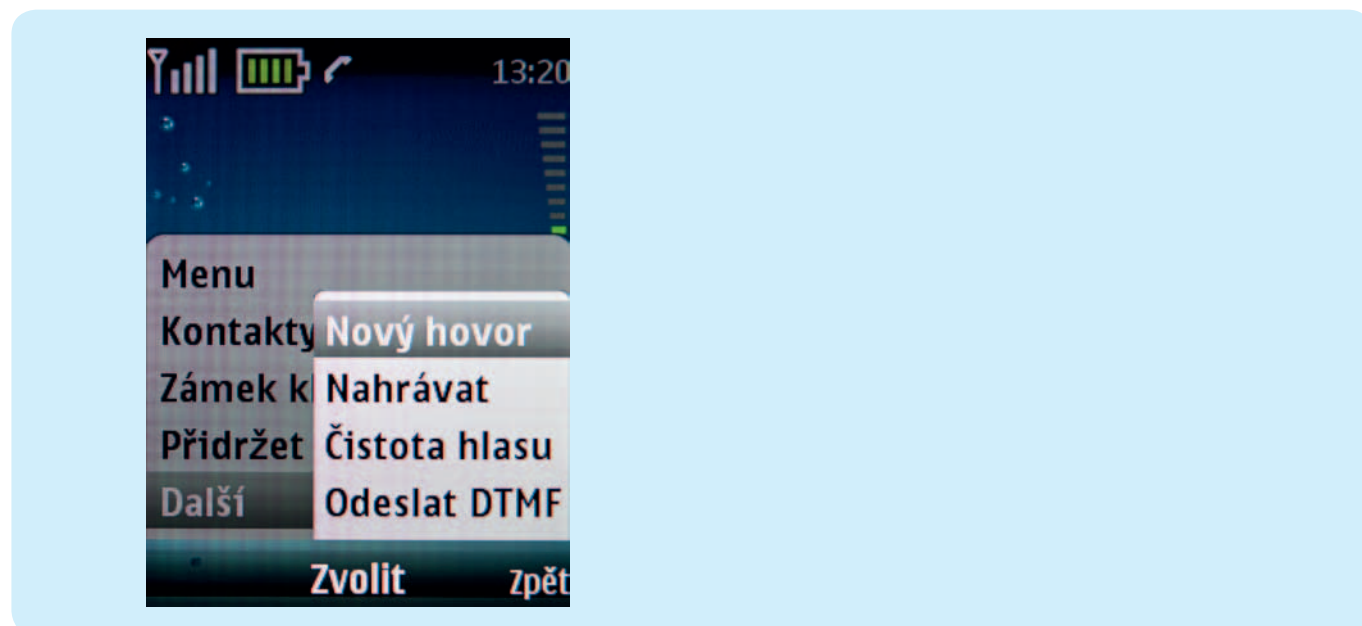 13:20
Menu
Kontakty
Zámek k
Přidržet
Další
Nový hovor
Nahrávat
Čistota hlasu
Odeslat DTMF
Zvolit Zpět